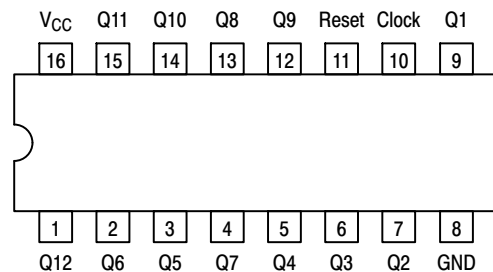 VCC Q11 Q10 Q8 Q9 Reset Clock Q1
16 15 14 13 12 11 10 9
1 2 3 4 5 6 7 8
Q12 Q6 Q5 Q7 Q4 Q3 Q2 GND